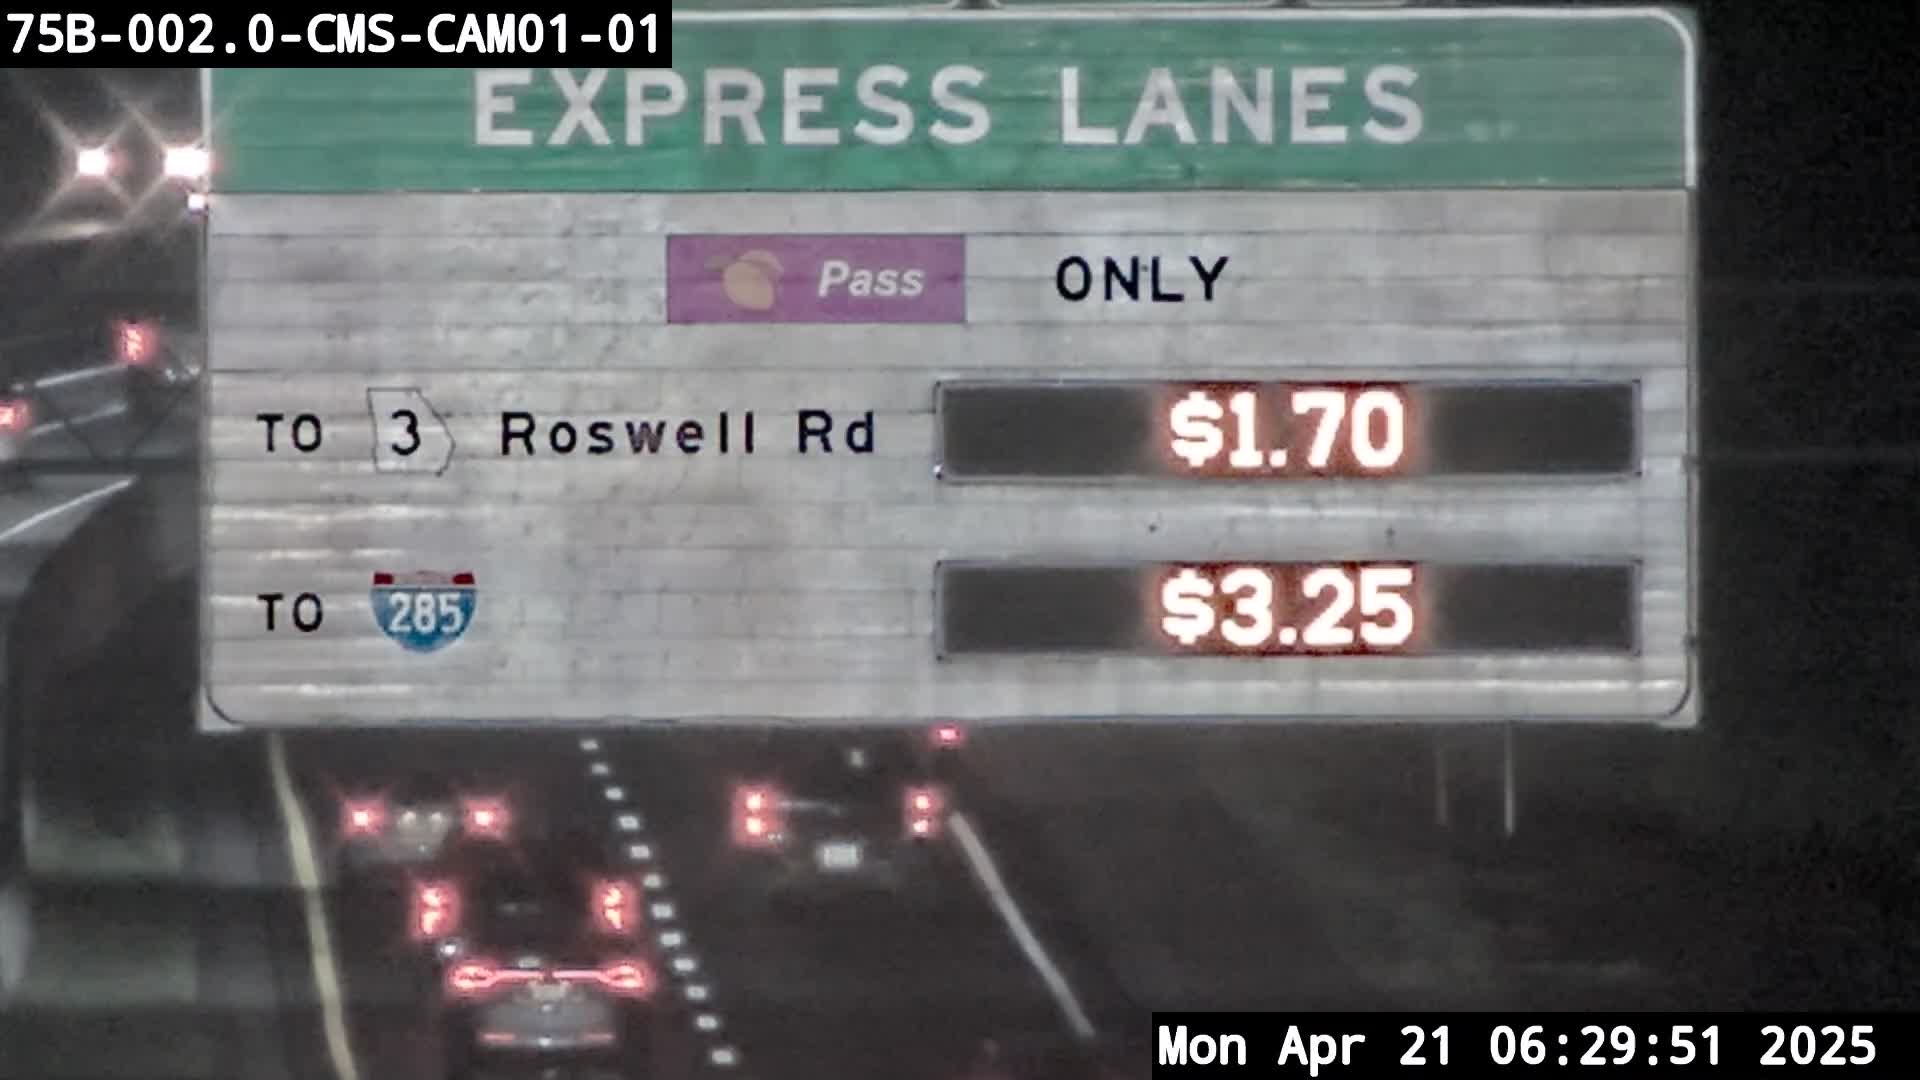 75B-002.0-CMS-CAM01-01
EXPRESS LANES
Pass ONLY
TO 3 Roswell Rd $1.70
TO 285 $3.25
Mon Apr 21 06:29:51 2025